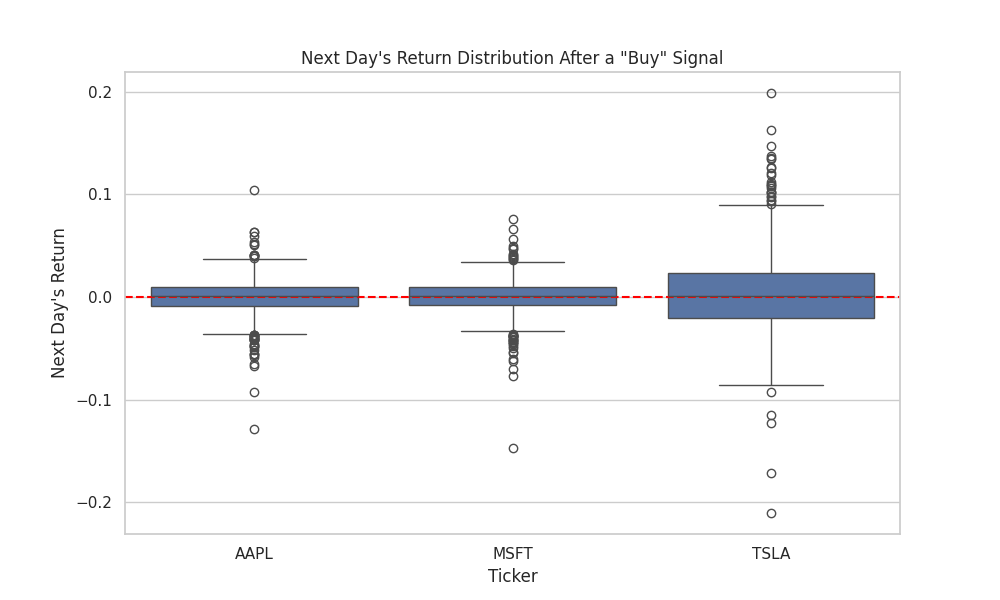 Next Day's Return Distribution After a "Buy" Signal
0.2
0.1
0.0
−0.1
−0.2
Next Day's Return
AAPL
MSFT
TSLA
Ticker